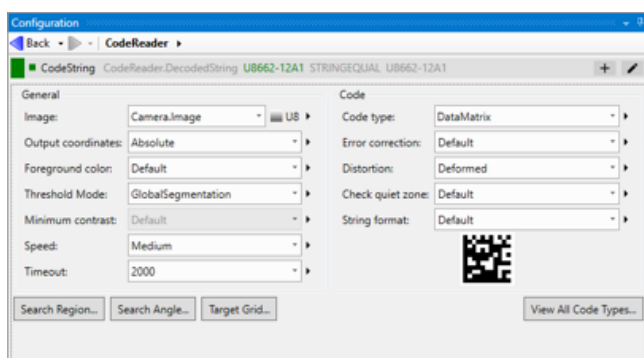 Configuration
Back CodeReader
CodeString CodeReader.DecodedString U8662-12A1 STRINGEQUAL U8662-12A1
General
Image: Camera.Image U8
Output coordinates: Absolute
Foreground color: Default
Threshold Mode: GlobalSegmentation
Minimum contrast: Default
Speed: Medium
Timeout: 2000
Code
Code type: DataMatrix
Error correction: Default
Distortion: Deformed
Check quiet zone: Default
String format: Default
Search Region... Search Angle... Target Grid... View All Code Types...